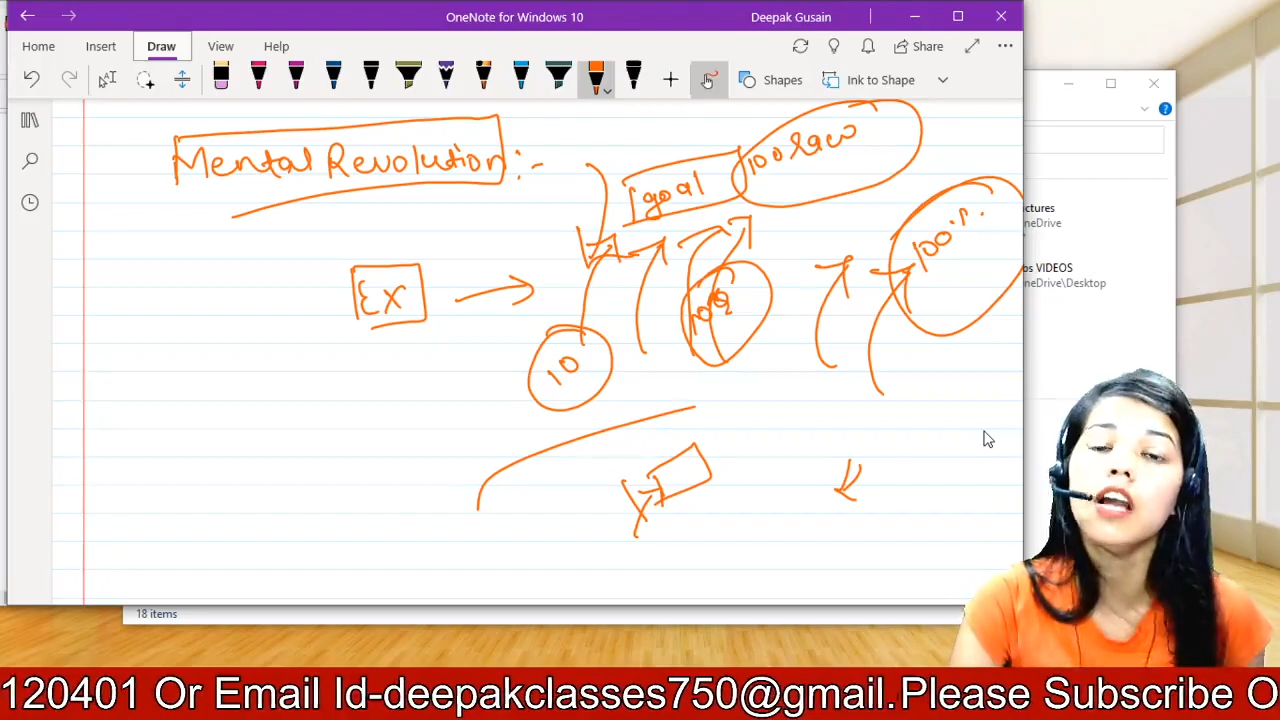 OneNote for Windows 10
Deepak Gusain
Home
Insert
Draw
View
Help
Share
Shapes
Ink to Shape
Mental Revolution :-
goal
100
100%
EX
10
ctures
neDrive
os VIDEOS
neDrive\Desktop
18 items
120401 Or Email Id-deepakclasses750@gmail.Please Subscribe O